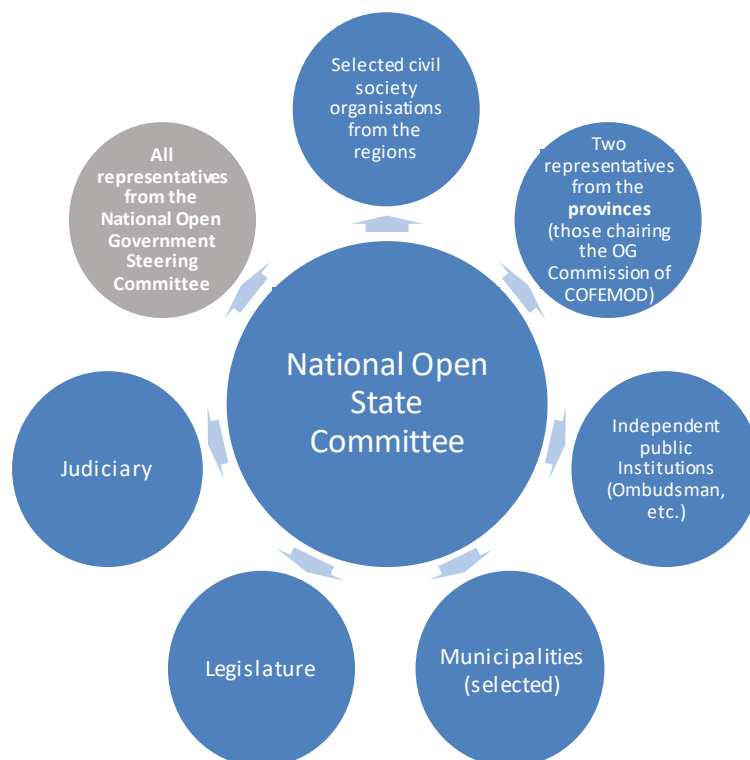 Selected civil
society
organisations
from the
regions
Two
representatives
from the
provinces
(those chairing
the OG
Commission of
COFEMOD)
Independent
public
Institutions
(Ombudsman,
etc.)
Municipalities
(selected)
Legislature
Judiciary
All
representatives
from the
National Open
Government
Steering
Committee
National Open
State
Committee